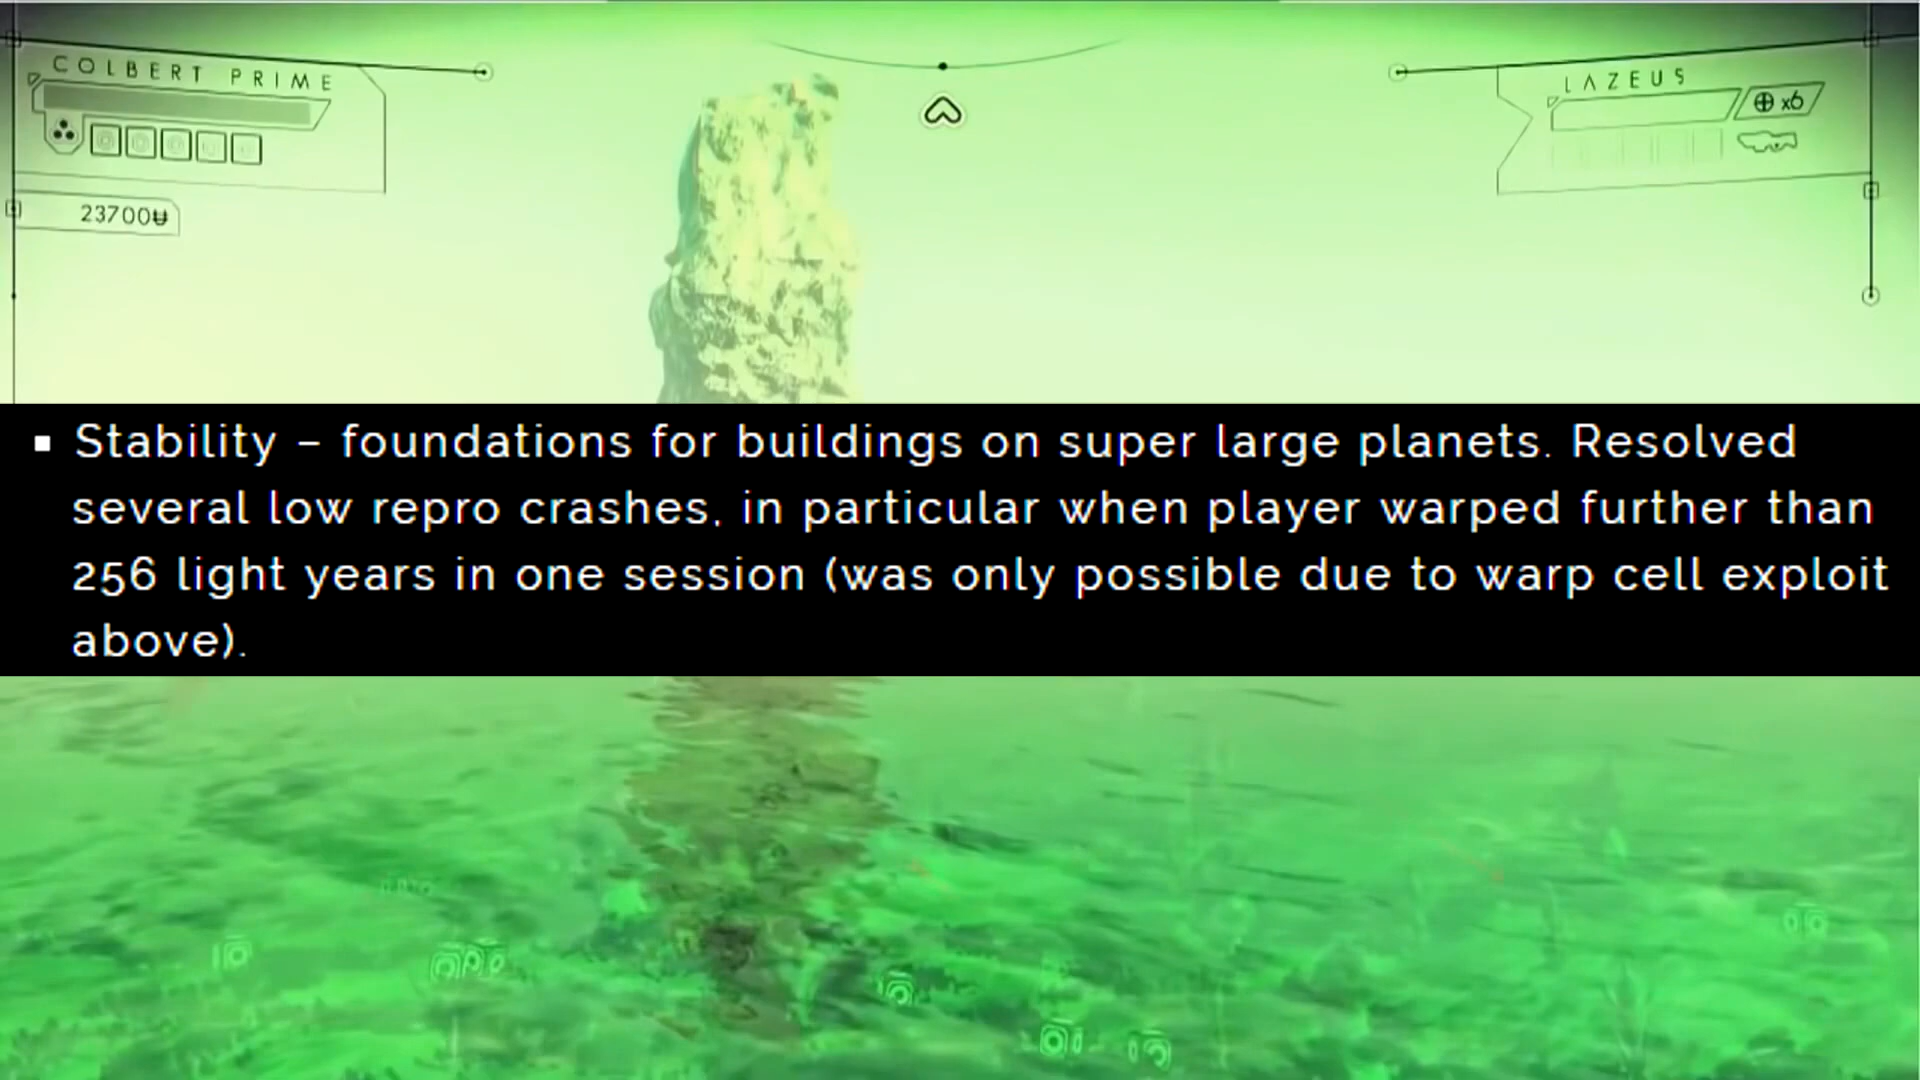 COLBERT PRIME
LAZEUS
x6
23700U
▪ Stability – foundations for buildings on super large planets. Resolved
several low repro crashes, in particular when player warped further than
256 light years in one session (was only possible due to warp cell exploit
above).